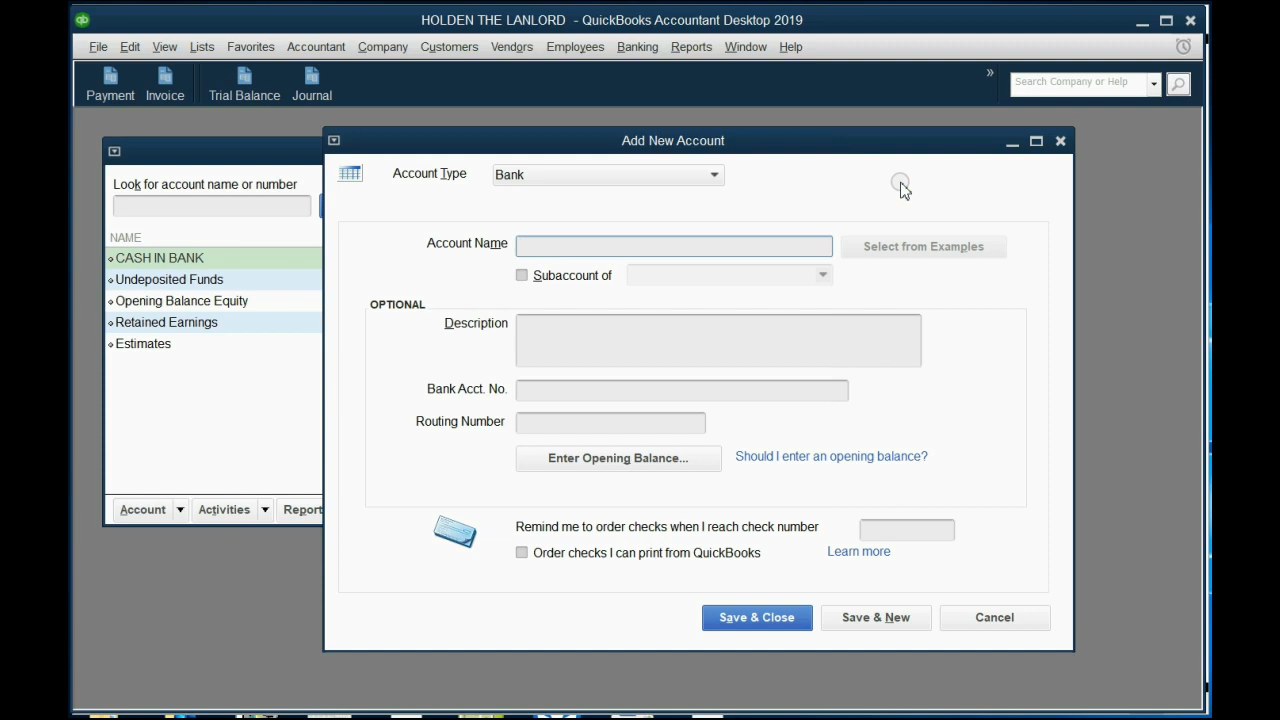 HOLDEN THE LANLORD - QuickBooks Accountant Desktop 2019
File Edit View Lists Favorites Accountant Company Customers Vendors Employees Banking Reports Window Help
Payment Invoice Trial Balance Journal
» Search Company or Help
Add New Account
Look for account name or number
NAME
CASH IN BANK
Undeposited Funds
Opening Balance Equity
Retained Earnings
Estimates
Account Activities Report
Account Type Bank
Account Name Select from Examples
Subaccount of
OPTIONAL
Description
Bank Acct. No.
Routing Number
Enter Opening Balance... Should I enter an opening balance?
Remind me to order checks when I reach check number
Order checks I can print from QuickBooks Learn more
Save & Close Save & New Cancel